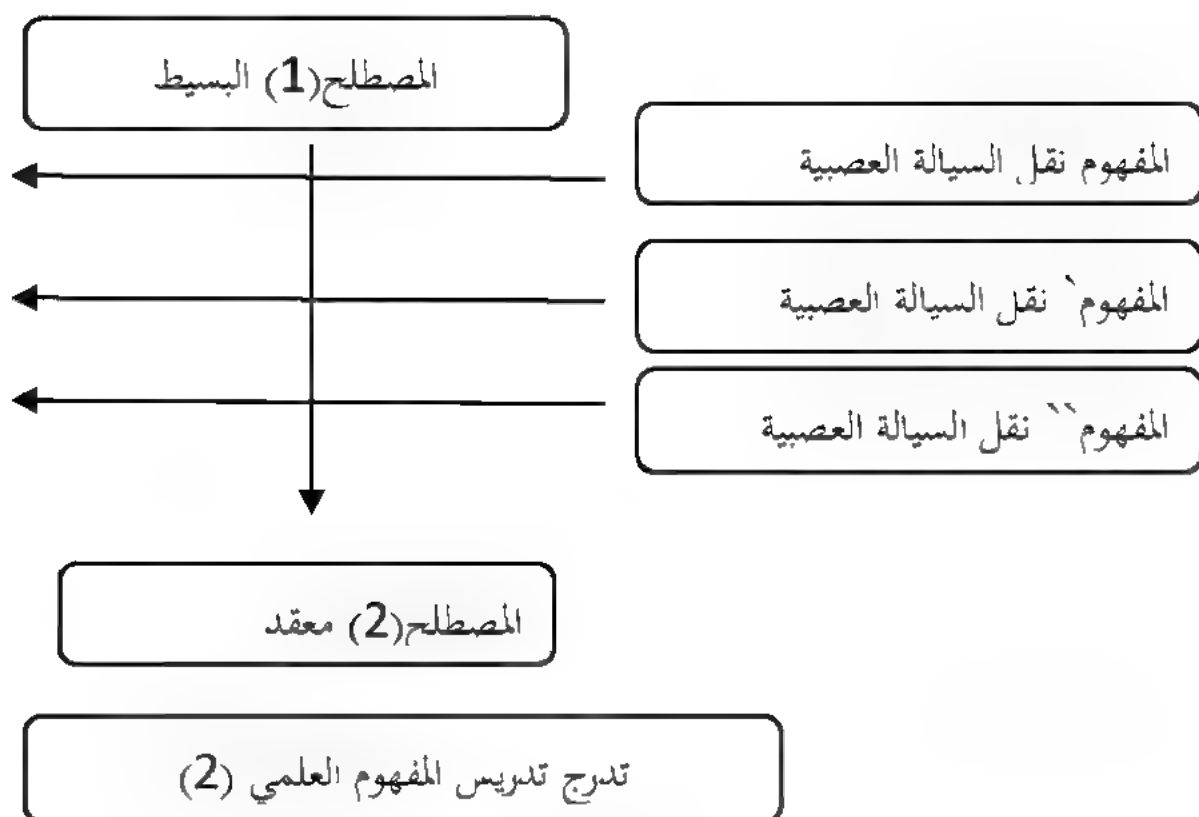 المصطلح(1) البسيط
المفهوم نقل السيالة العصبية
المفهوم` نقل السيالة العصبية
المفهوم`` نقل السيالة العصبية
المصطلح(2) معقد
تدرج تدريس المفهوم العلمي (2)